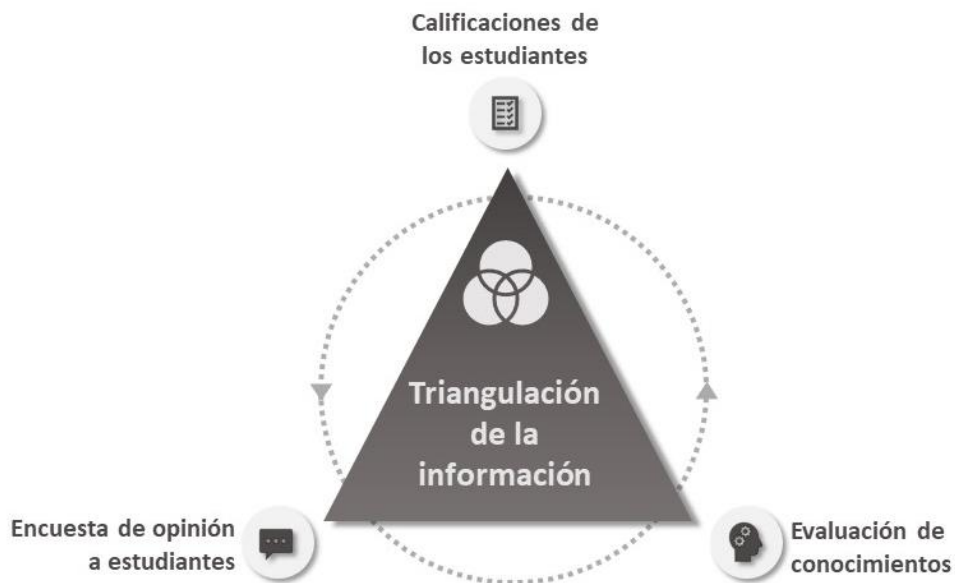 Calificaciones de
los estudiantes
Triangulación
de la
información
Encuesta de opinión
a estudiantes
Evaluación de
conocimientos